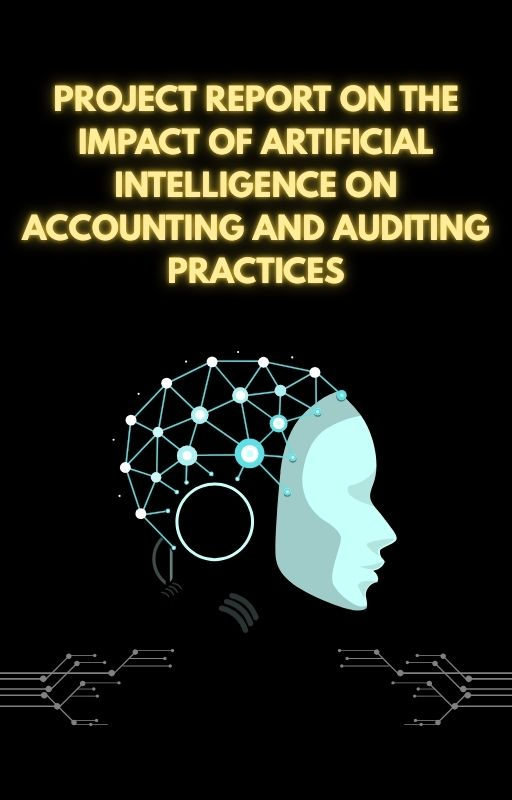 PROJECT REPORT ON THE
IMPACT OF ARTIFICIAL
INTELLIGENCE ON
ACCOUNTING AND AUDITING
PRACTICES